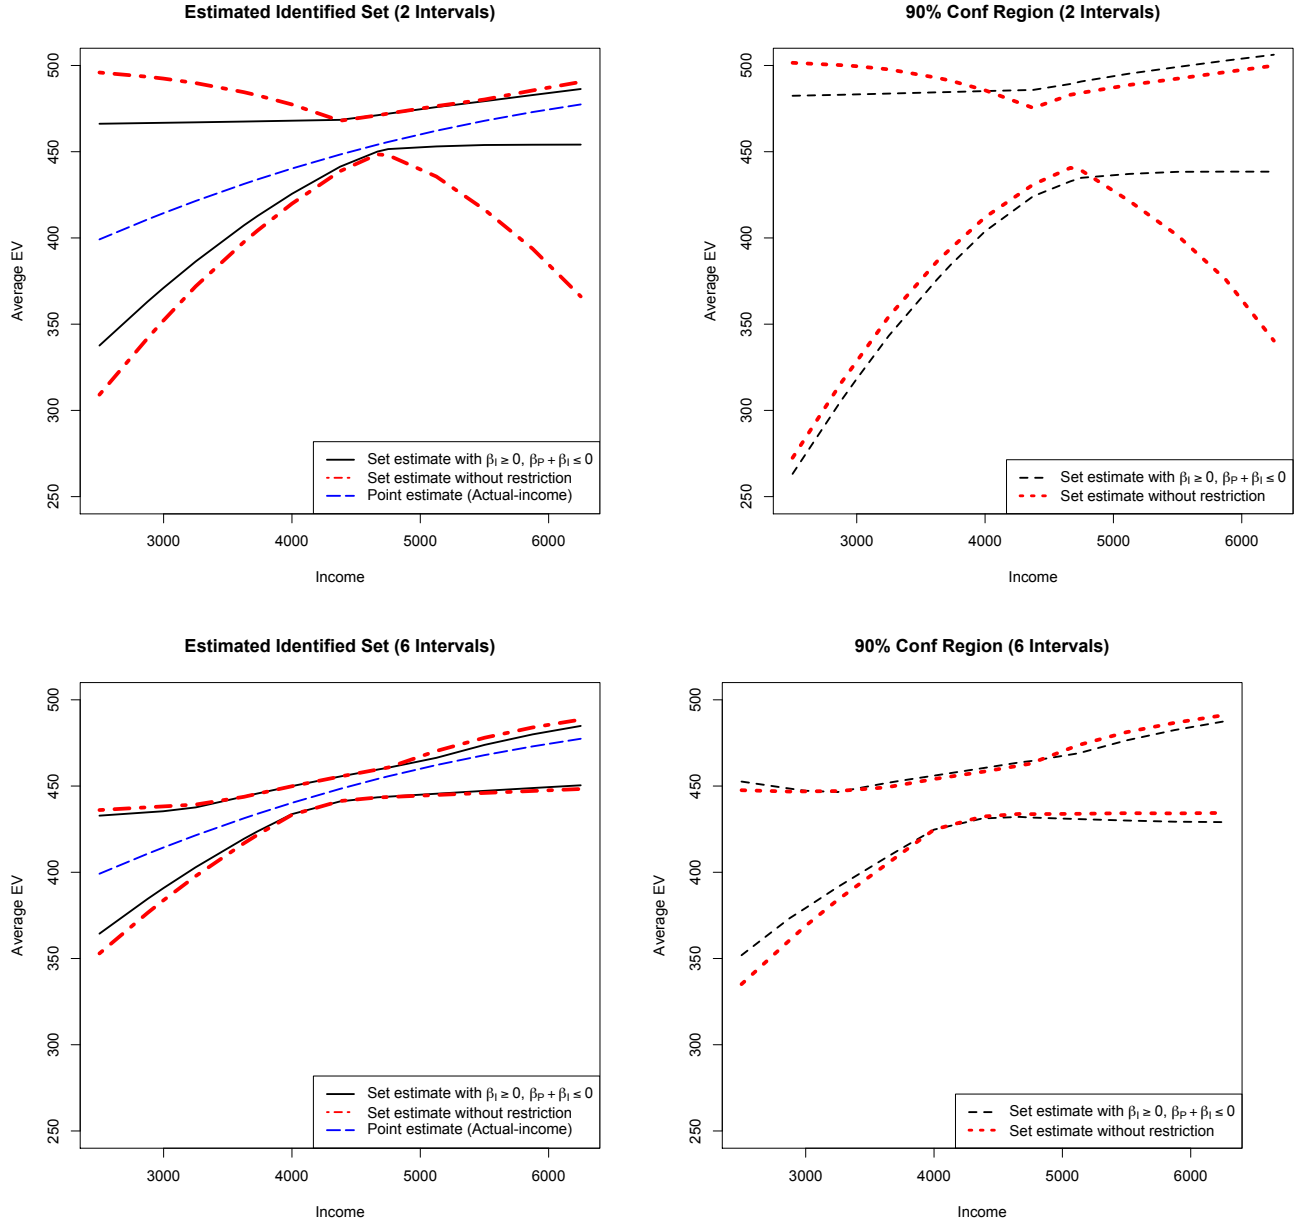 Estimated Identified Set (2 Intervals)
500
450
400
350
300
250
Average EV
3000 4000 5000 6000
Income
Set estimate with βI ≥ 0, βP + βI ≤ 0
Set estimate without restriction
Point estimate (Actual-income)
90% Conf Region (2 Intervals)
500
450
400
350
300
250
Average EV
3000 4000 5000 6000
Income
Set estimate with βI ≥ 0, βP + βI ≤ 0
Set estimate without restriction
Estimated Identified Set (6 Intervals)
500
450
400
350
300
250
Average EV
3000 4000 5000 6000
Income
Set estimate with βI ≥ 0, βP + βI ≤ 0
Set estimate without restriction
Point estimate (Actual-income)
90% Conf Region (6 Intervals)
500
450
400
350
300
250
Average EV
3000 4000 5000 6000
Income
Set estimate with βI ≥ 0, βP + βI ≤ 0
Set estimate without restriction